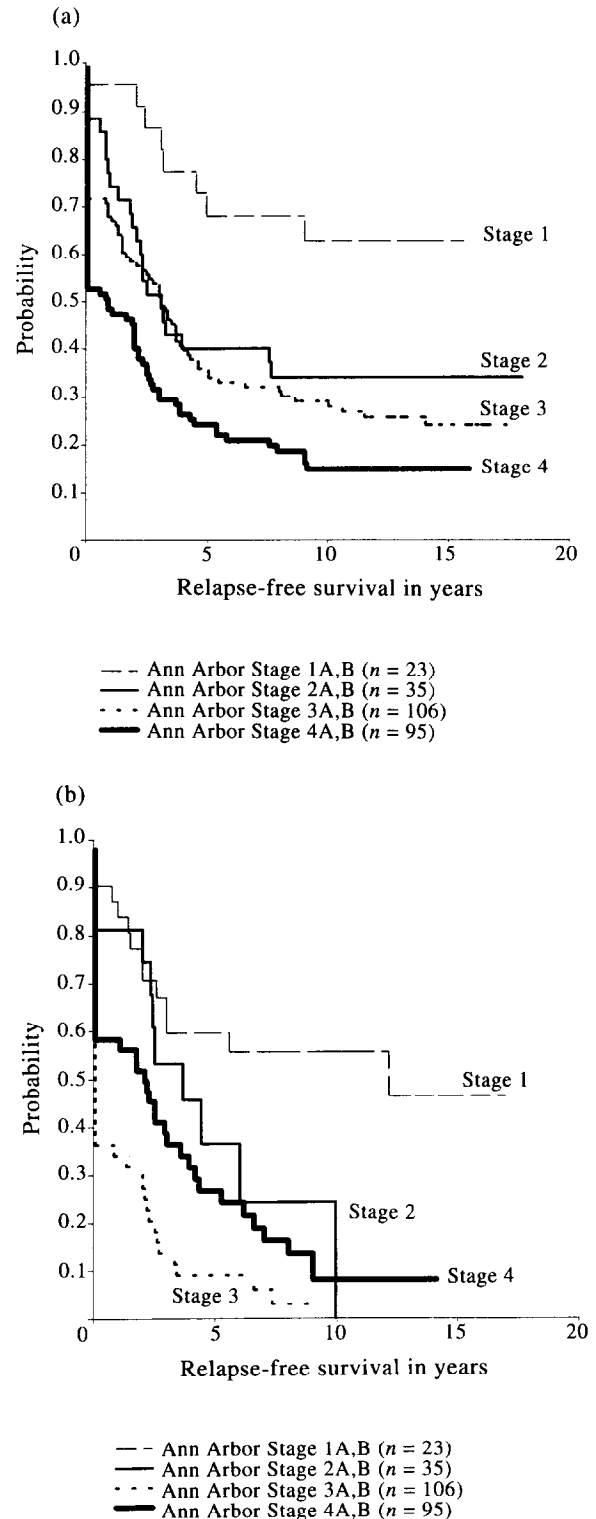 (a)
1.0
0.9
0.8
0.7
0.6
0.5
0.4
0.3
0.2
0.1
Probability
Stage 1
Stage 2
Stage 3
Stage 4
0 5 10 15 20
Relapse-free survival in years
Ann Arbor Stage 1A,B (n = 23)
Ann Arbor Stage 2A,B (n = 35)
Ann Arbor Stage 3A,B (n = 106)
Ann Arbor Stage 4A,B (n = 95)
(b)
1.0
0.9
0.8
0.7
0.6
0.5
0.4
0.3
0.2
0.1
Probability
Stage 1
Stage 2
Stage 4
Stage 3
0 5 10 15 20
Relapse-free survival in years
Ann Arbor Stage 1A,B (n = 23)
Ann Arbor Stage 2A,B (n = 35)
Ann Arbor Stage 3A,B (n = 106)
Ann Arbor Stage 4A,B (n = 95)